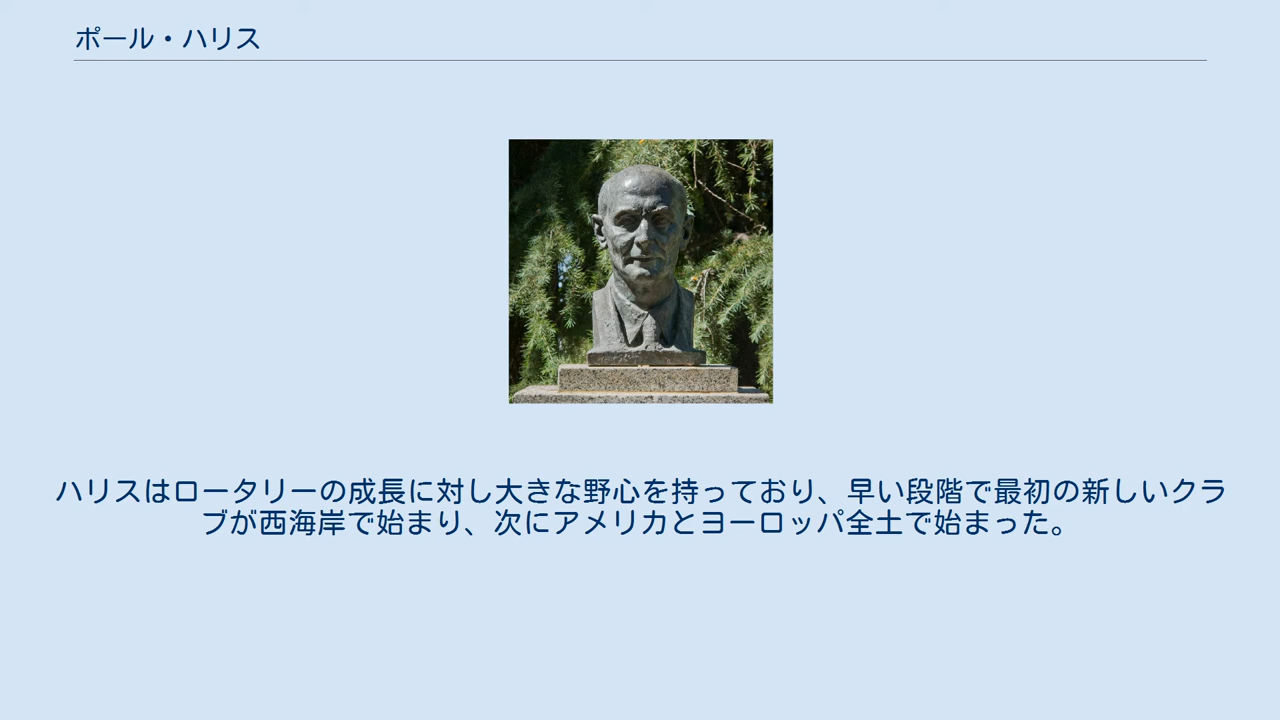 ポール・ハリス
ハリスはロータリーの成長に対し大きな野心を持っており、早い段階で最初の新しいクラ
ブが西海岸で始まり、次にアメリカとヨーロッパ全土で始まった。